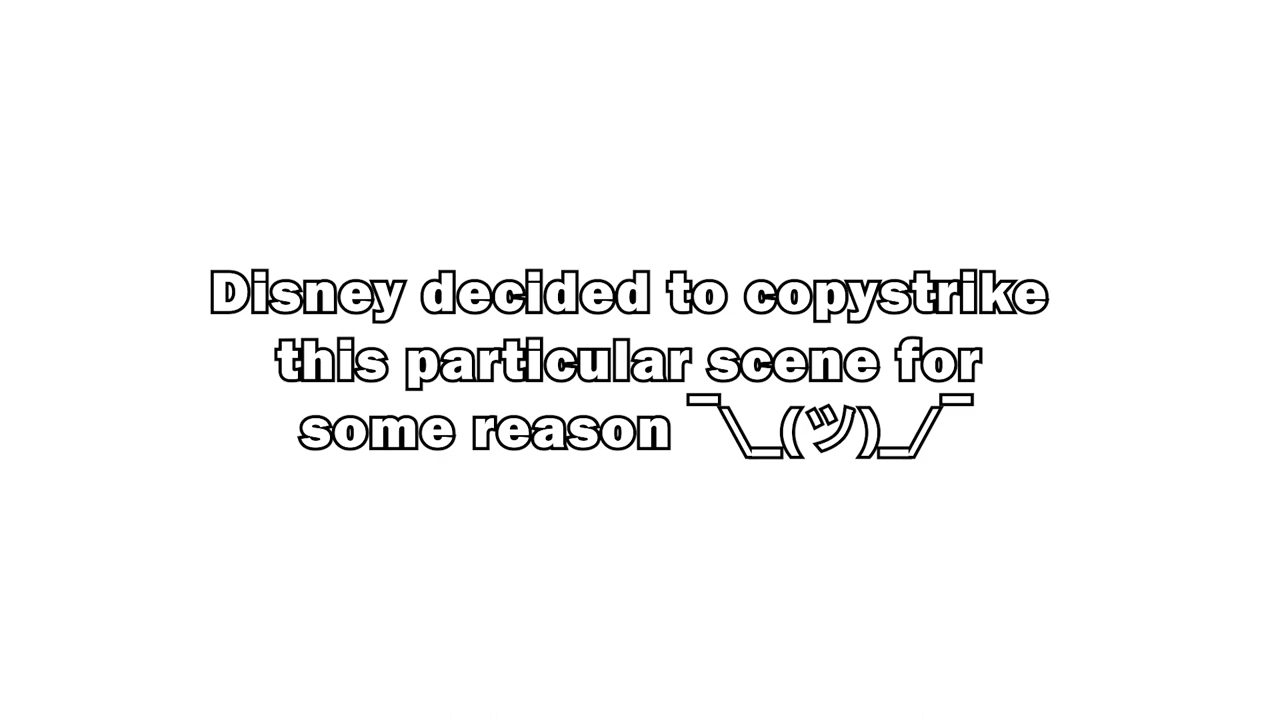 Disney decided to copystrike
this particular scene for
some reason ¯\_(ツ)_/¯